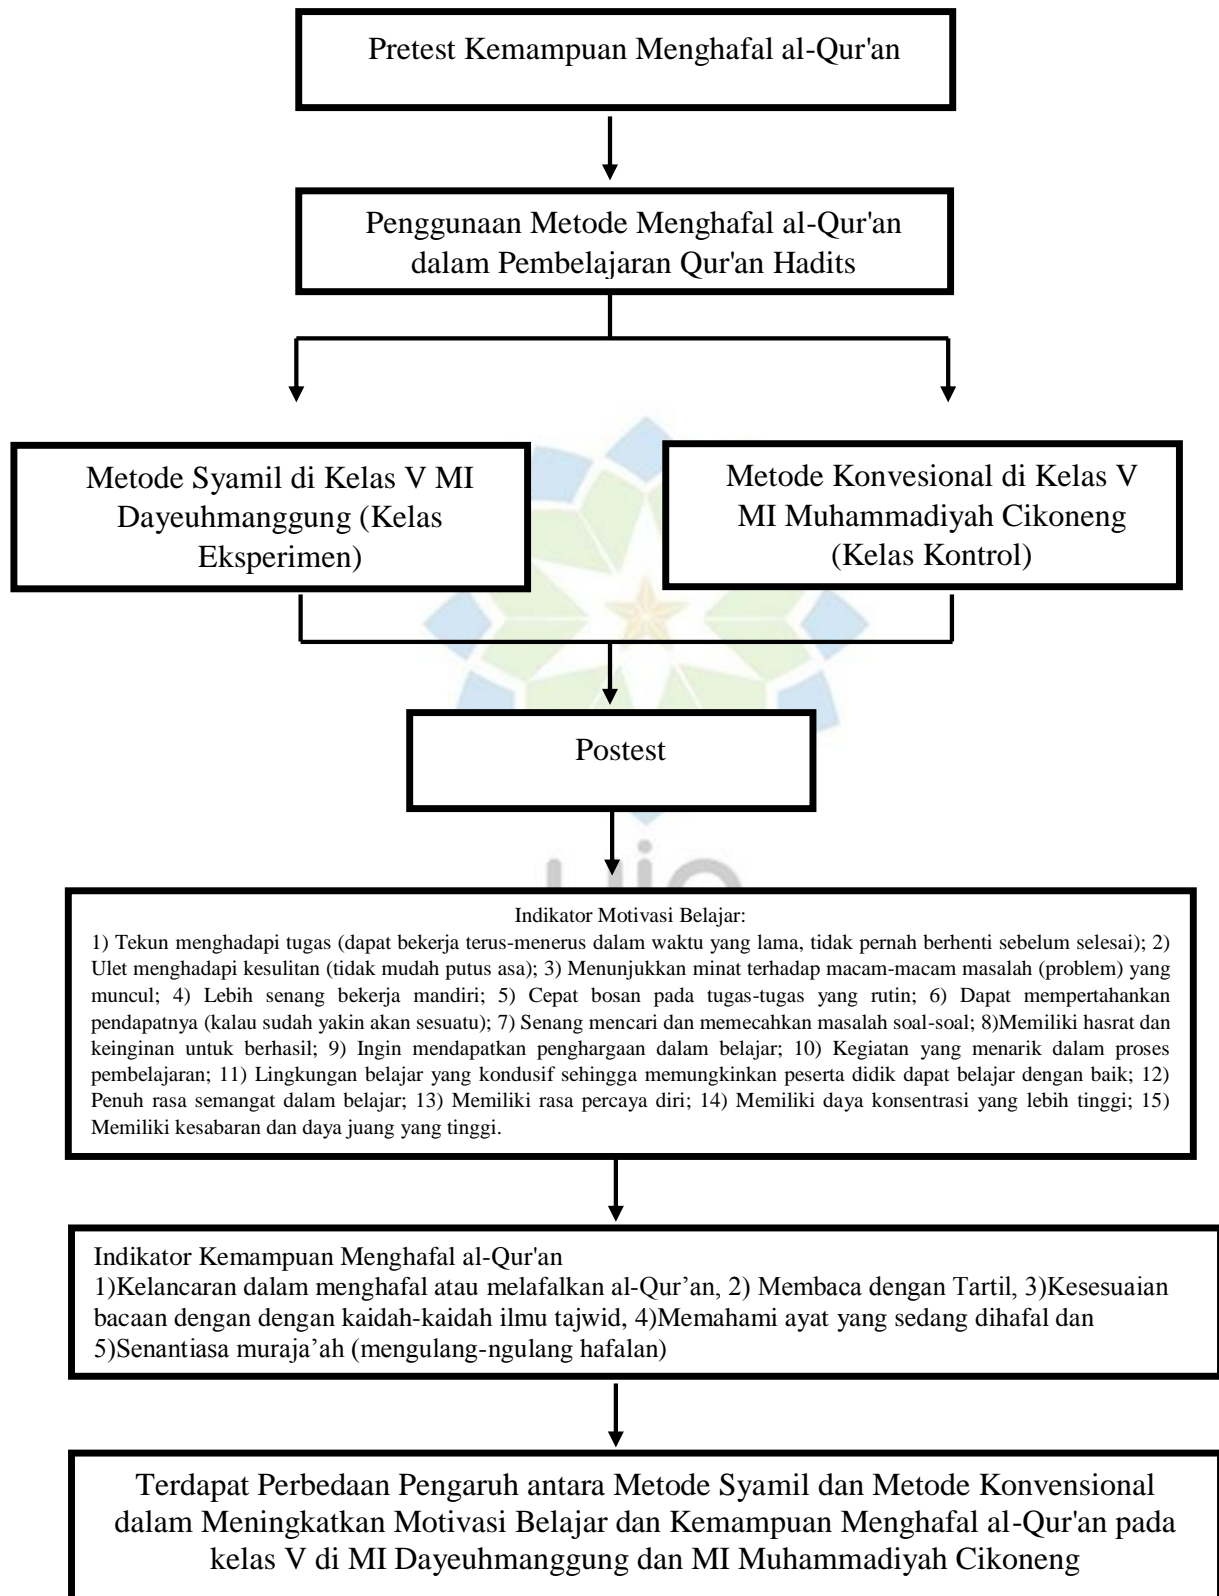 Pretest Kemampuan Menghafal al-Qur'an
Penggunaan Metode Menghafal al-Qur'an
dalam Pembelajaran Qur'an Hadits
Metode Syamil di Kelas V MI
Dayeuhmanggung (Kelas
Eksperimen)
Metode Konvesional di Kelas V
MI Muhammadiyah Cikoneng
(Kelas Kontrol)
Postest
Indikator Motivasi Belajar:
1) Tekun menghadapi tugas (dapat bekerja terus-menerus dalam waktu yang lama, tidak pernah berhenti sebelum selesai); 2)
Ulet menghadapi kesulitan (tidak mudah putus asa); 3) Menunjukkan minat terhadap macam-macam masalah (problem) yang
muncul; 4) Lebih senang bekerja mandiri; 5) Cepat bosan pada tugas-tugas yang rutin; 6) Dapat mempertahankan
pendapatnya (kalau sudah yakin akan sesuatu); 7) Senang mencari dan memecahkan masalah soal-soal; 8)Memiliki hasrat dan
keinginan untuk berhasil; 9) Ingin mendapatkan penghargaan dalam belajar; 10) Kegiatan yang menarik dalam proses
pembelajaran; 11) Lingkungan belajar yang kondusif sehingga memungkinkan peserta didik dapat belajar dengan baik; 12)
Penuh rasa semangat dalam belajar; 13) Memiliki rasa percaya diri; 14) Memiliki daya konsentrasi yang lebih tinggi; 15)
Memiliki kesabaran dan daya juang yang tinggi.
Indikator Kemampuan Menghafal al-Qur'an
1)Kelancaran dalam menghafal atau melafalkan al-Qur’an, 2) Membaca dengan Tartil, 3)Kesesuaian
bacaan dengan dengan kaidah-kaidah ilmu tajwid, 4)Memahami ayat yang sedang dihafal dan
5)Senantiasa muraja’ah (mengulang-ngulang hafalan)
Terdapat Perbedaan Pengaruh antara Metode Syamil dan Metode Konvensional
dalam Meningkatkan Motivasi Belajar dan Kemampuan Menghafal al-Qur'an pada
kelas V di MI Dayeuhmanggung dan MI Muhammadiyah Cikoneng